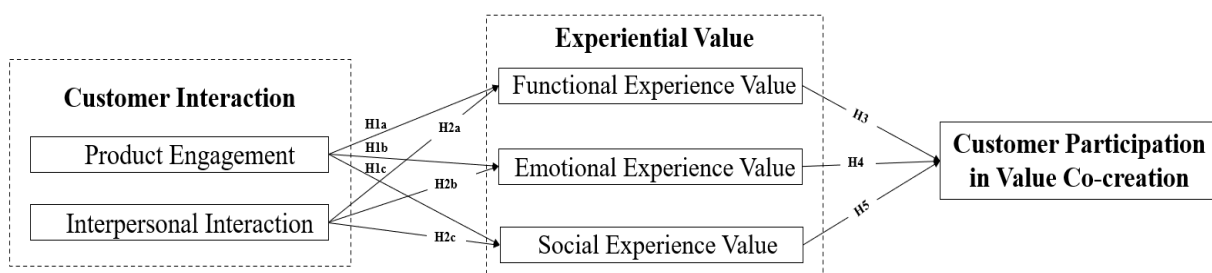 Customer Interaction
Product Engagement
Interpersonal Interaction
H1a
H1b
H1c
H2a
H2b
H2c
Experiential Value
Functional Experience Value
Emotional Experience Value
Social Experience Value
H3
H4
H5
Customer Participation
in Value Co-creation